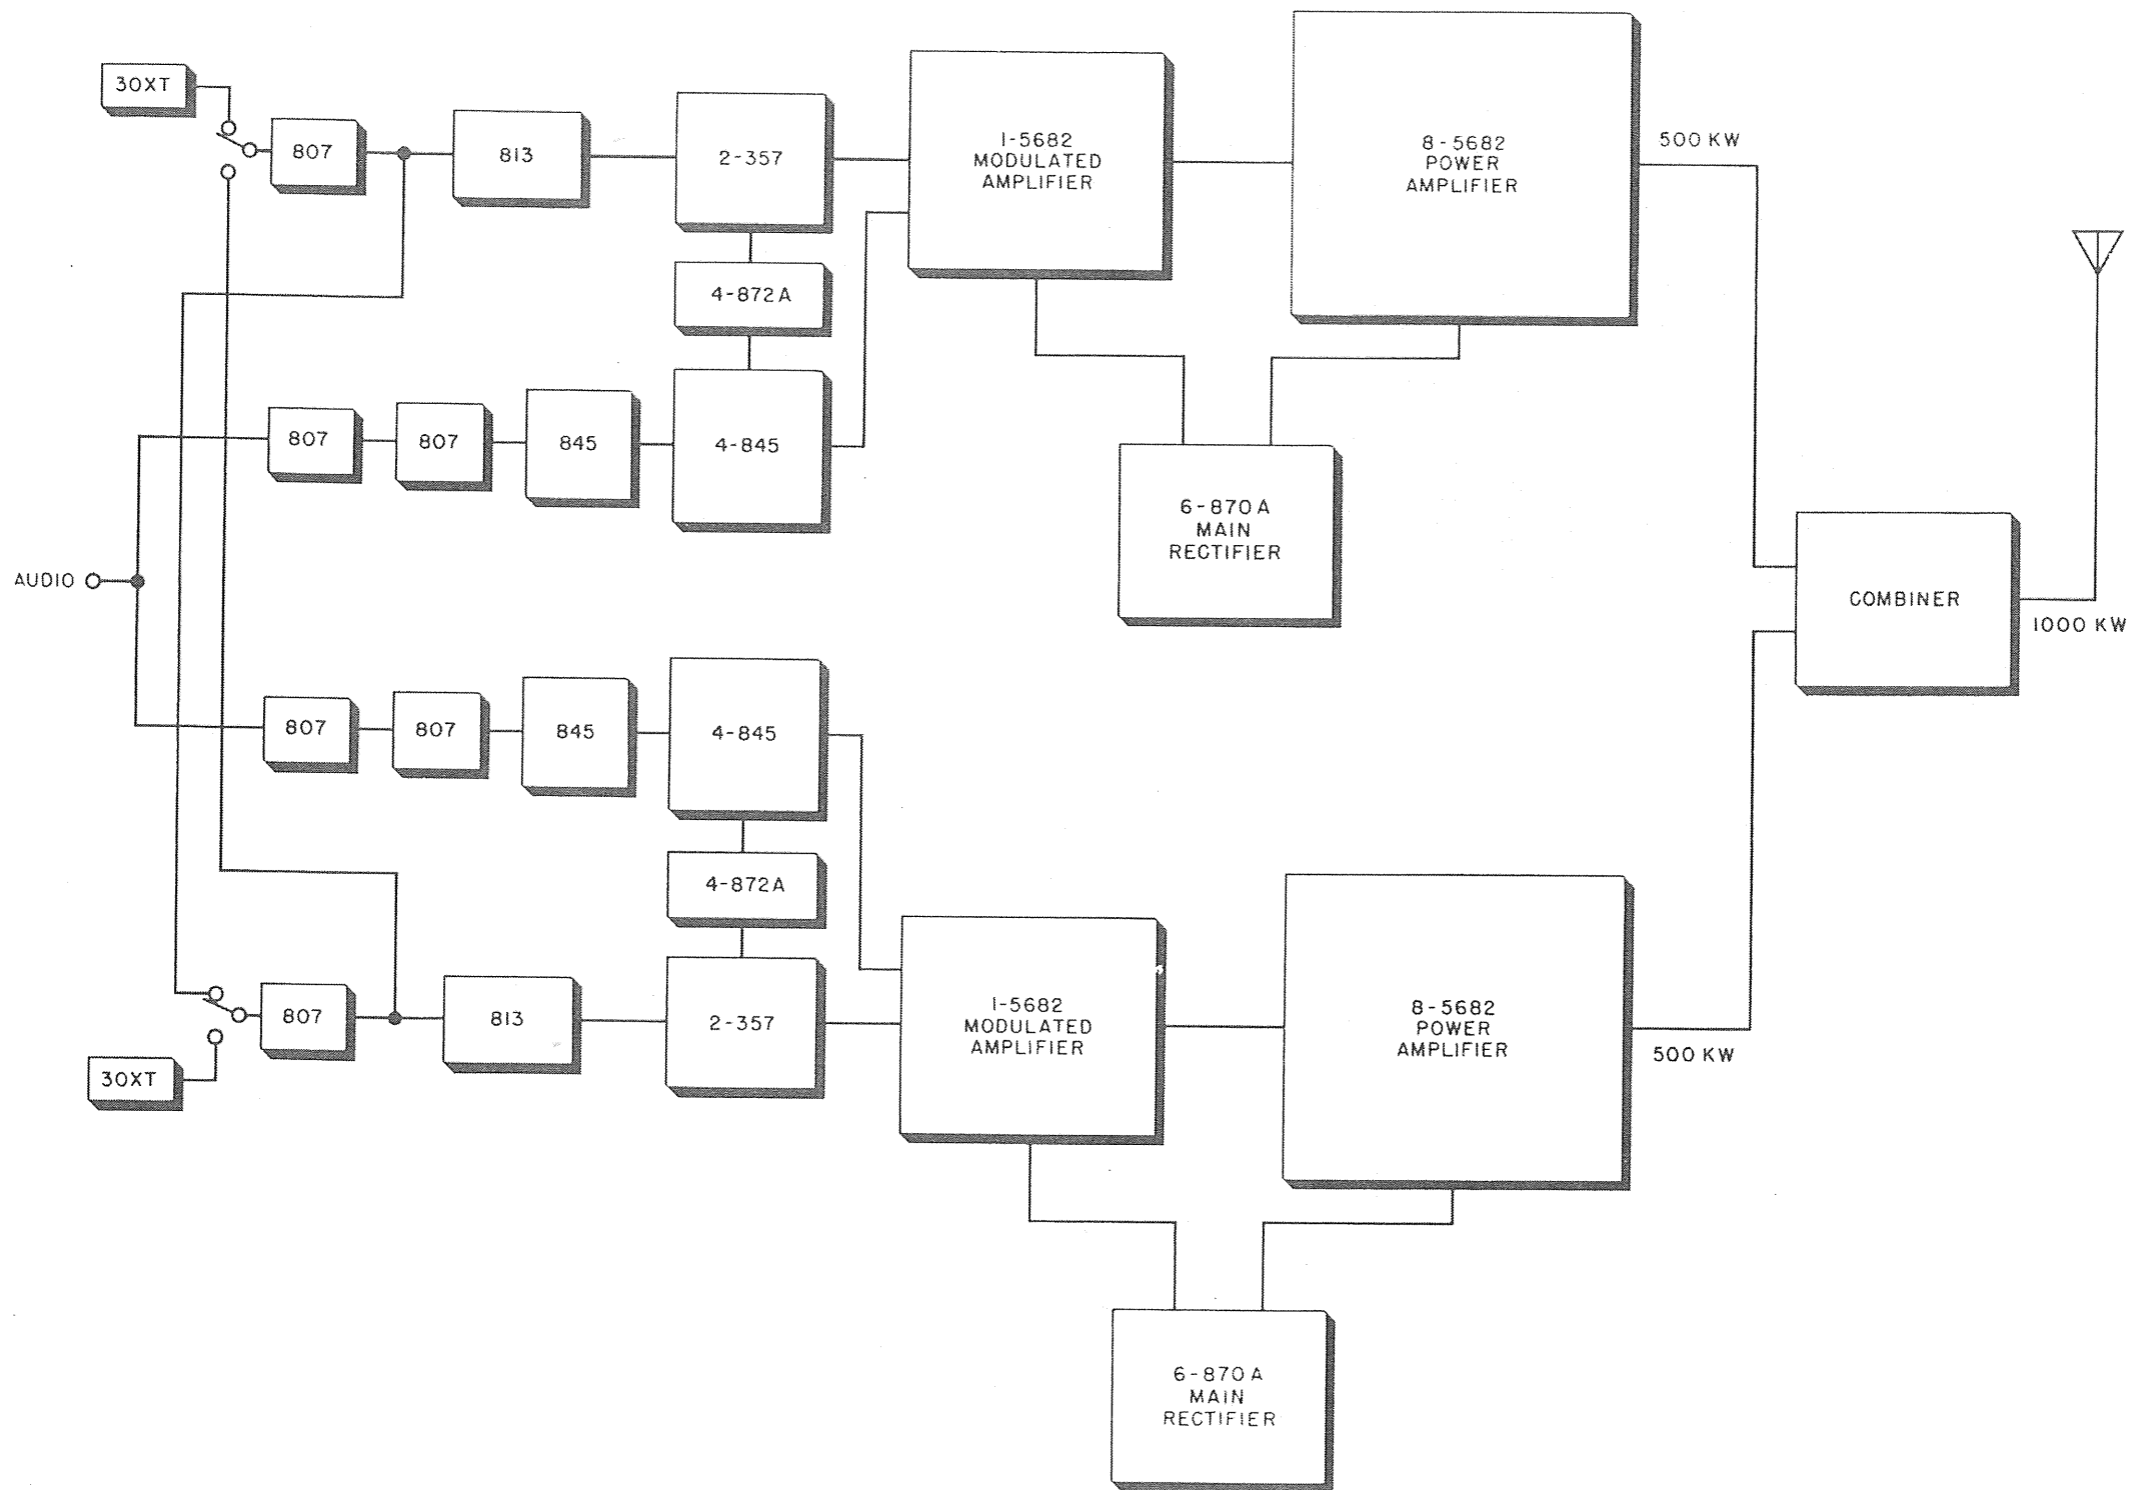 30XT
807
813
2-357
1-5682
MODULATED
AMPLIFIER
8-5682
POWER
AMPLIFIER
500 KW
4-872A
807
807
845
4-845
6-870A
MAIN
RECTIFIER
AUDIO
COMBINER
1000 KW
807
807
845
4-845
4-872A
30XT
807
813
2-357
1-5682
MODULATED
AMPLIFIER
8-5682
POWER
AMPLIFIER
500 KW
6-870A
MAIN
RECTIFIER